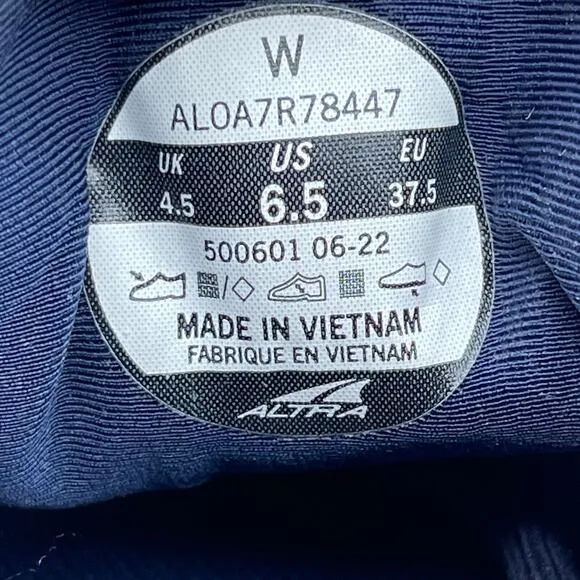 W
AL0A7R78447
UK US EU
4.5 6.5 37.5
500601 06-22
MADE IN VIETNAM
FABRIQUE EN VIETNAM
ALTRA